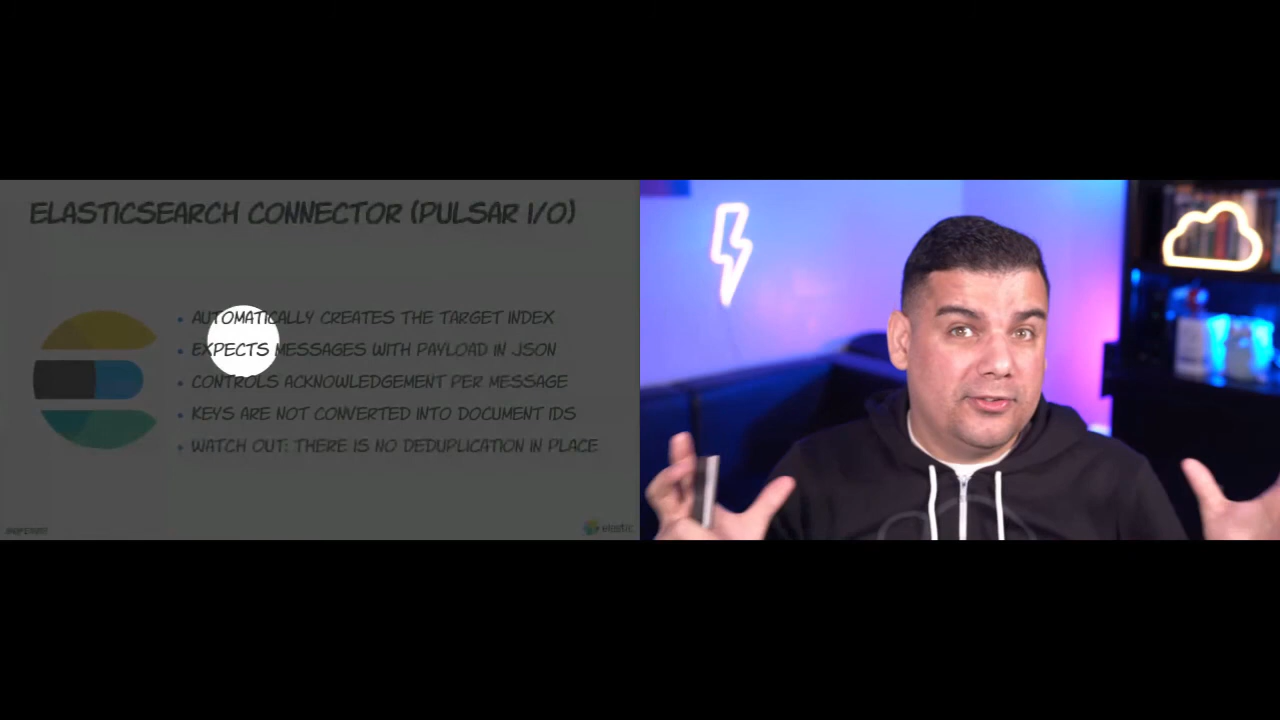 ELASTICSEARCH CONNECTOR (PULSAR I/O)
• AUTOMATICALLY CREATES THE TARGET INDEX
• EXPECTS MESSAGES WITH PAYLOAD IN JSON
• CONTROLS ACKNOWLEDGEMENT PER MESSAGE
• KEYS ARE NOT CONVERTED INTO DOCUMENT IDS
• WATCH OUT: THERE IS NO DEDUPLICATION IN PLACE
elastic